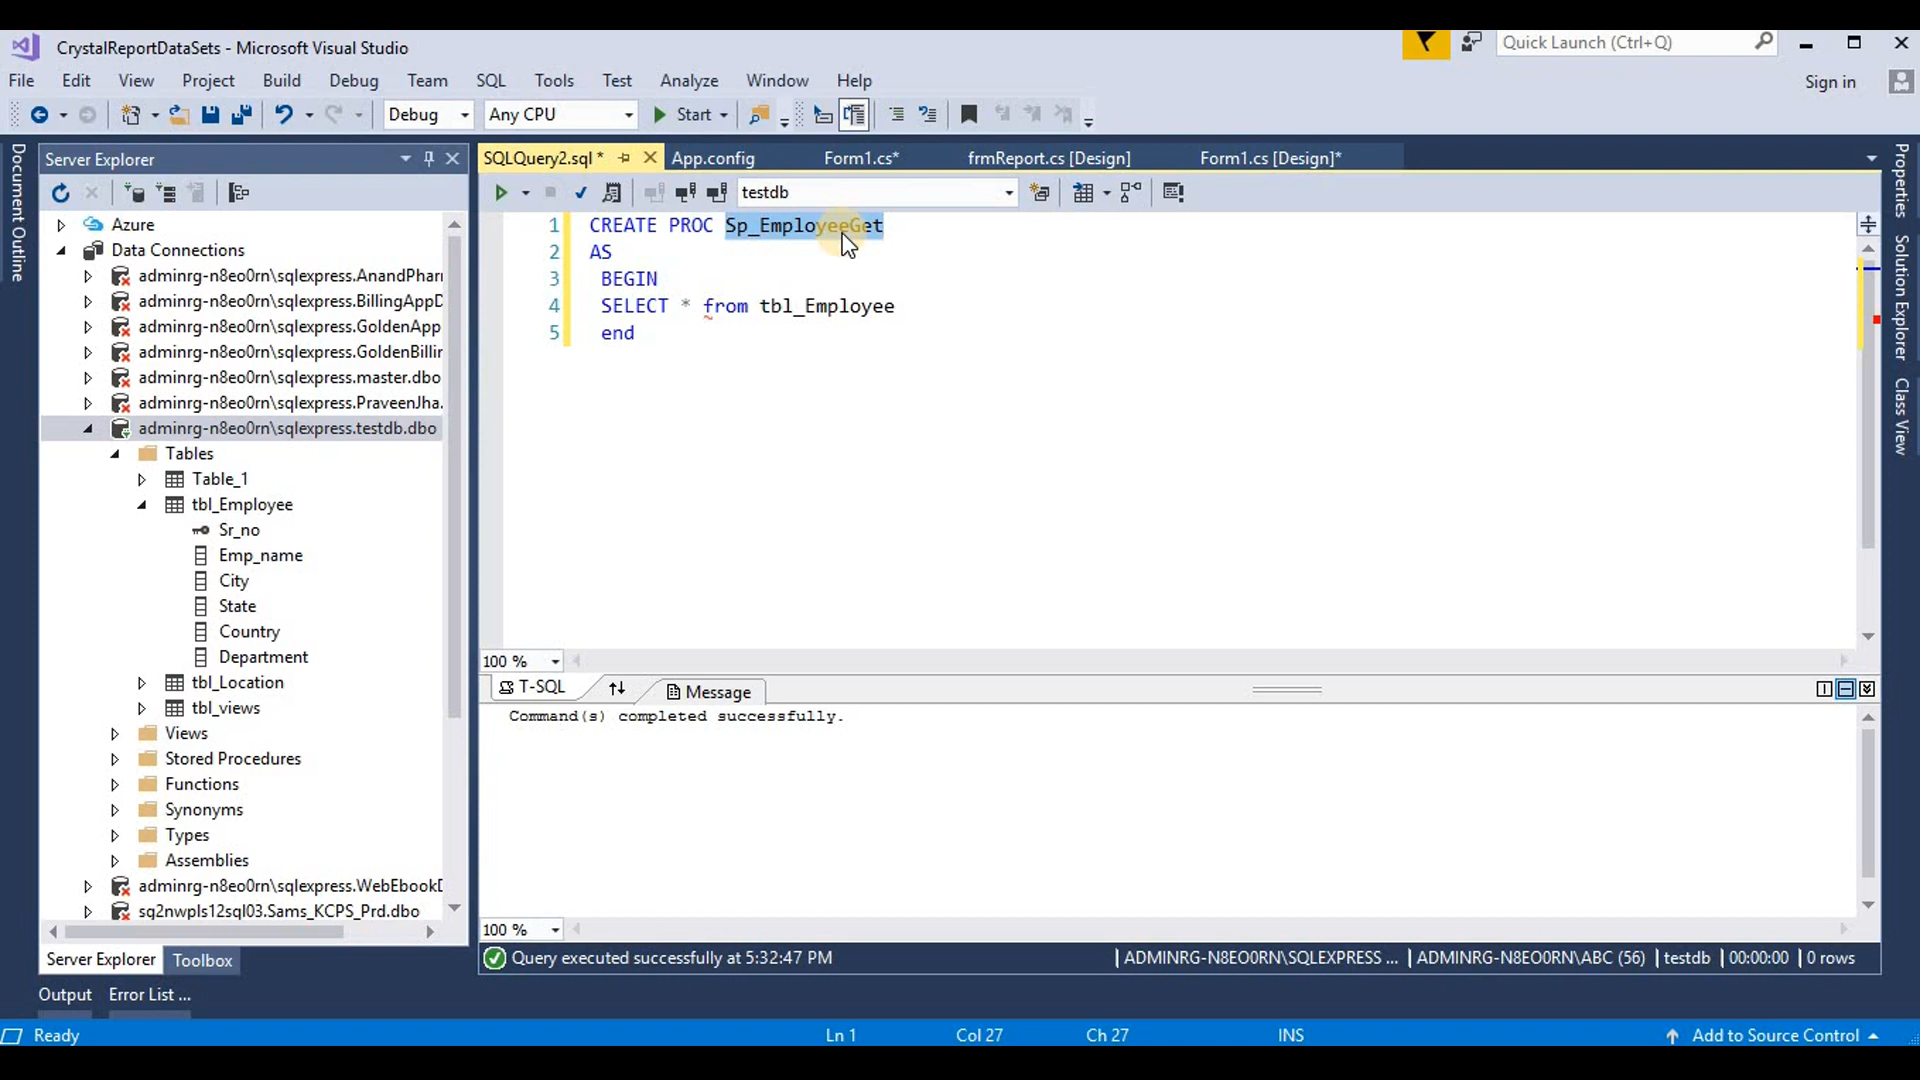 CrystalReportDataSets - Microsoft Visual Studio
Quick Launch (Ctrl+Q)
File Edit View Project Build Debug Team SQL Tools Test Analyze Window Help
Sign in
Debug Any CPU Start
Document Outline
Server Explorer
SQLQuery2.sql * App.config Form1.cs* frmReport.cs [Design] Form1.cs [Design]*
testdb
Properties
Solution Explorer
Class View
Azure
Data Connections
adminrg-n8eo0rn\sqlexpress.AnandPharr
adminrg-n8eo0rn\sqlexpress.BillingAppD
adminrg-n8eo0rn\sqlexpress.GoldenApp
adminrg-n8eo0rn\sqlexpress.GoldenBillir
adminrg-n8eo0rn\sqlexpress.master.dbo
adminrg-n8eo0rn\sqlexpress.PraveenJha.
adminrg-n8eo0rn\sqlexpress.testdb.dbo
Tables
Table_1
tbl_Employee
Sr_no
Emp_name
City
State
Country
Department
tbl_Location
tbl_views
Views
Stored Procedures
Functions
Synonyms
Types
Assemblies
adminrg-n8eo0rn\sqlexpress.WebEbookD
sq2nwpls12sql03.Sams_KCPS_Prd.dbo
Server Explorer Toolbox
1 CREATE PROC Sp_EmployeeGet
2 AS
3 BEGIN
4 SELECT * from tbl_Employee
5 end
100 %
T-SQL Message
Command(s) completed successfully.
100 %
Query executed successfully at 5:32:47 PM | ADMINRG-N8EO0RN\SQLEXPRESS ... | ADMINRG-N8EO0RN\ABC (56) | testdb | 00:00:00 | 0 rows
Output Error List ...
Ready Ln 1 Col 27 Ch 27 INS Add to Source Control